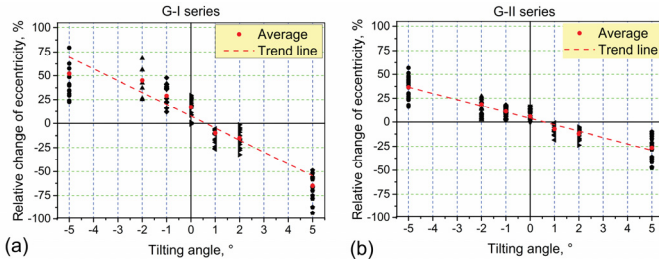 G-I series
Relative change of eccentricity, %
100
75
50
25
0
-25
-50
-75
-100
Average
Trend line
-5 -4 -3 -2 -1 0 1 2 3 4 5
Tilting angle, °
(a)
G-II series
Relative change of eccentricity, %
100
75
50
25
0
-25
-50
-75
-100
Average
Trend line
-5 -4 -3 -2 -1 0 1 2 3 4 5
Tilting angle, °
(b)